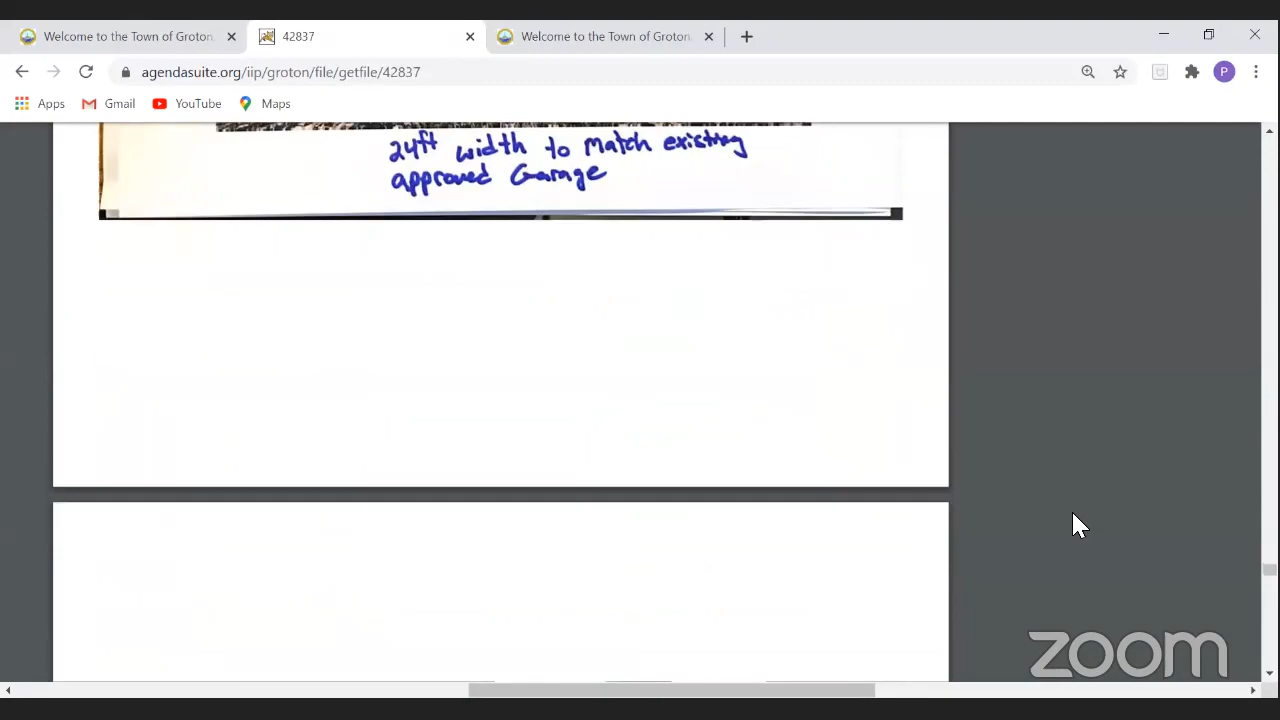 Welcome to the Town of Groton,
42837
Welcome to the Town of Groton,
agendasuite.org/iip/groton/file/getfile/42837
P
Apps
Gmail
YouTube
Maps
24ft width to Match existing
approved Garage
zoom